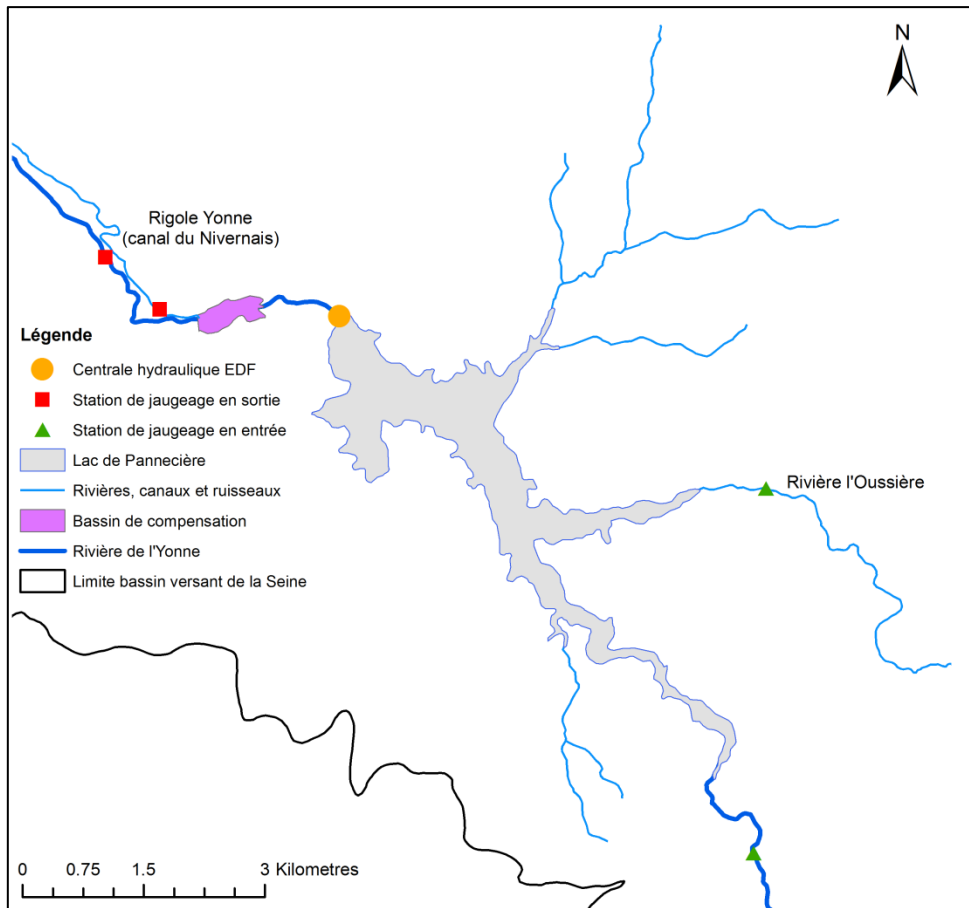 N
Rigole Yonne
(canal du Nivernais)
Légende
Centrale hydraulique EDF
Station de jaugeage en sortie
Station de jaugeage en entrée
Lac de Pannecière
Rivières, canaux et ruisseaux
Bassin de compensation
Rivière de l'Yonne
Limite bassin versant de la Seine
Rivière l'Oussière
0 0.75 1.5 3 Kilometres